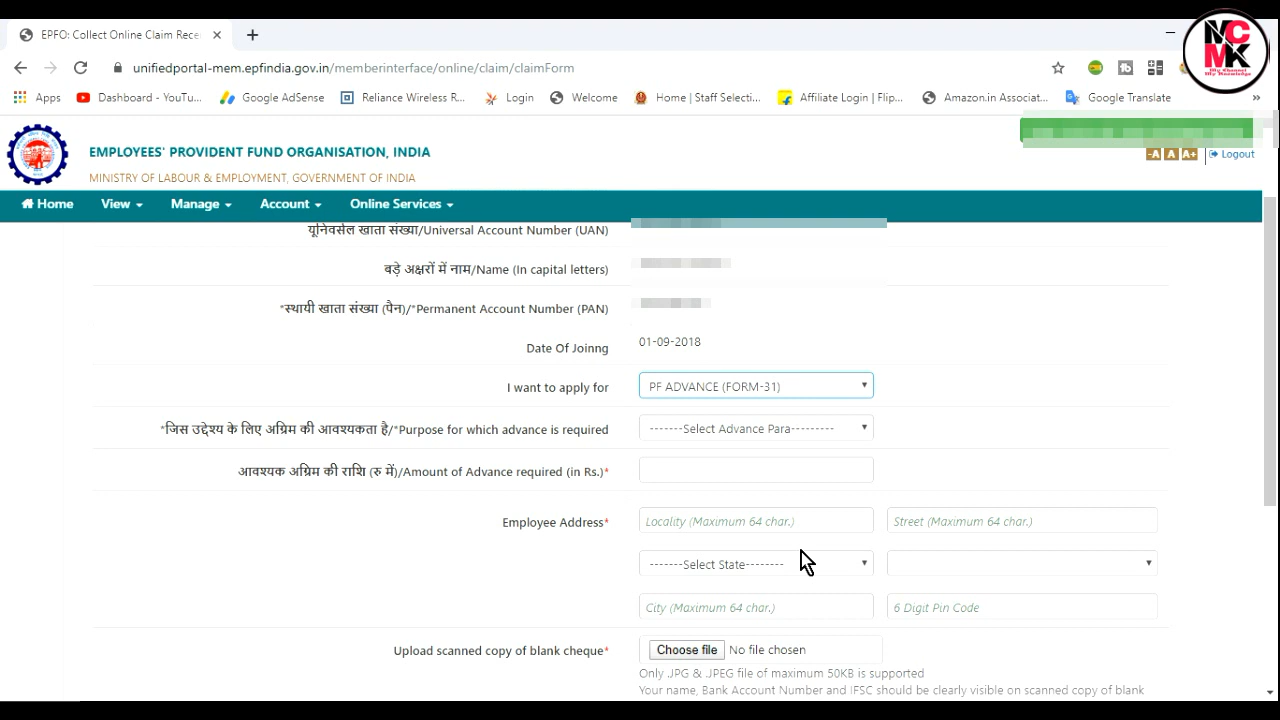 EPFO: Collect Online Claim Rece
unifiedportal-mem.epfindia.gov.in/memberinterface/online/claim/claimForm
Apps Dashboard - YouTu... Google AdSense Reliance Wireless R... Login Welcome Home | Staff Selecti... Affiliate Login | Flip... Amazon.in Associat... Google Translate »
MC
MK
My Channel
My Knowledge
EMPLOYEES' PROVIDENT FUND ORGANISATION, INDIA
MINISTRY OF LABOUR & EMPLOYMENT, GOVERNMENT OF INDIA
-A A A+ Logout
Home View Manage Account Online Services
यूनिवर्सल खाता संख्या/Universal Account Number (UAN)
बड़े अक्षरों में नाम/Name (In capital letters)
*स्थायी खाता संख्या (पैन)/*Permanent Account Number (PAN)
Date Of Joinng 01-09-2018
I want to apply for PF ADVANCE (FORM-31)
*जिस उद्देश्य के लिए अग्रिम की आवश्यकता है/*Purpose for which advance is required -------Select Advance Para---------
आवश्यक अग्रिम की राशि (रु में)/Amount of Advance required (in Rs.)*
Employee Address* Locality (Maximum 64 char.) Street (Maximum 64 char.)
-------Select State--------
City (Maximum 64 char.) 6 Digit Pin Code
Upload scanned copy of blank cheque* Choose file No file chosen
Only .JPG & .JPEG file of maximum 50KB is supported
Your name, Bank Account Number and IFSC should be clearly visible on scanned copy of blank